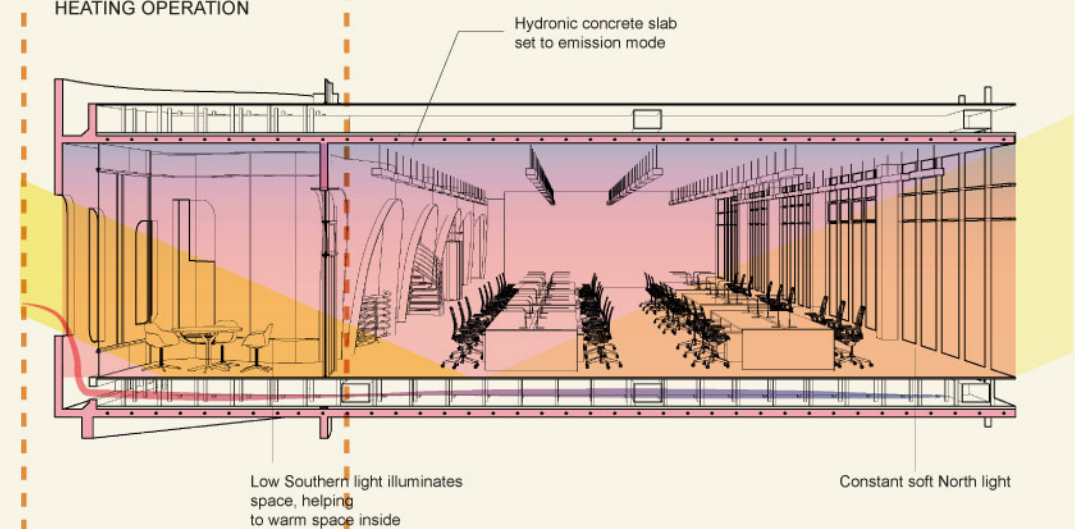 HEATING OPERATION
Hydronic concrete slab
set to emission mode
Low Southern light illuminates
space, helping
to warm space inside
Constant soft North light